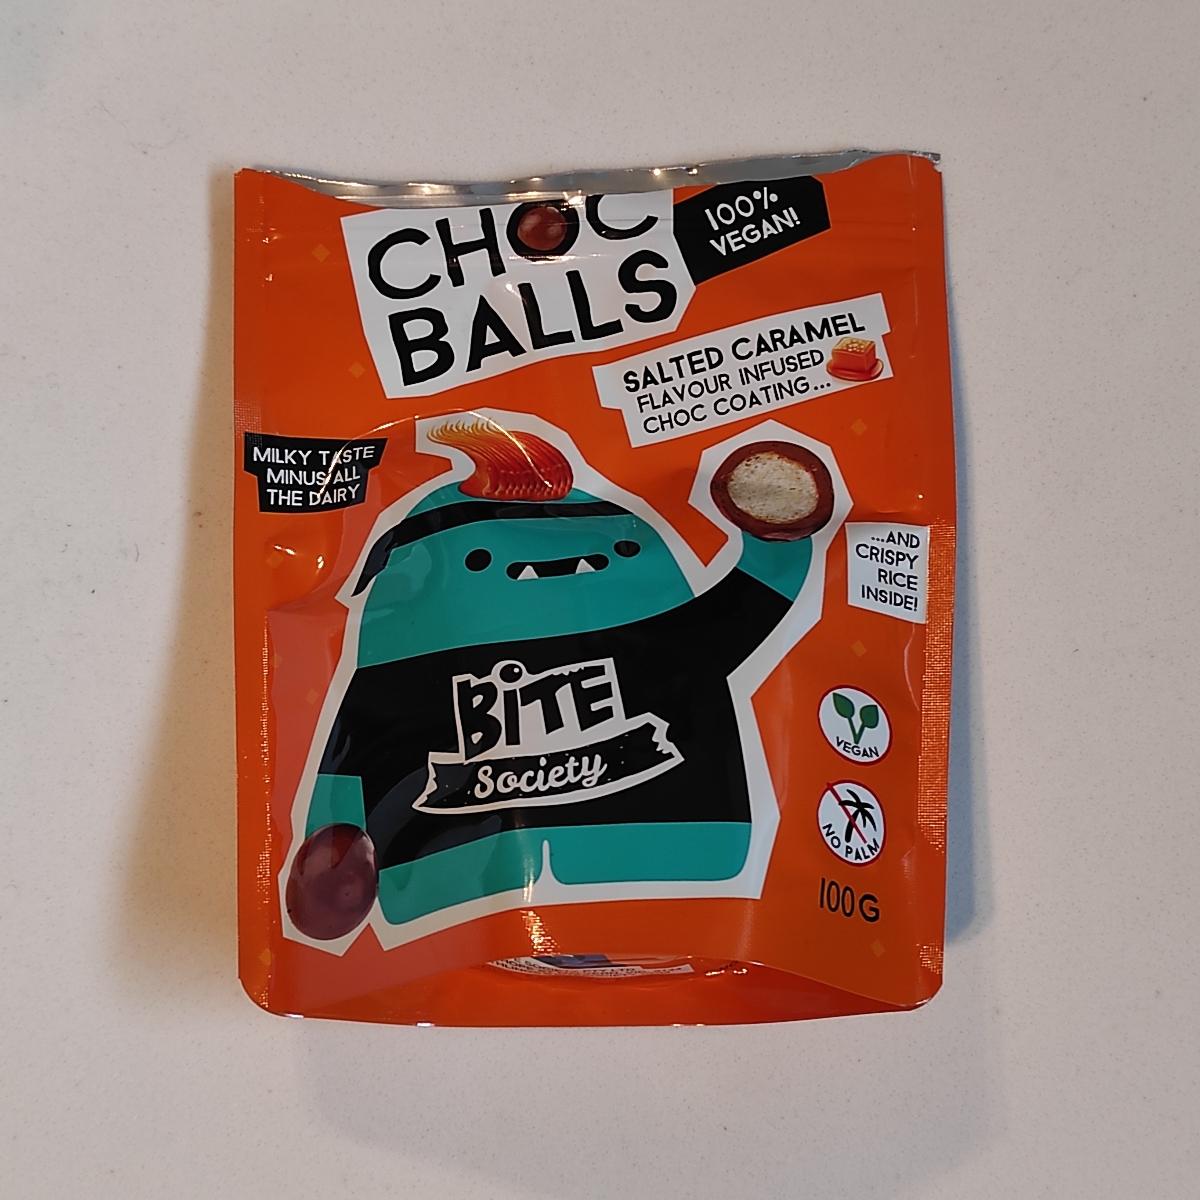 CHOC
BALLS
100%
VEGAN!
SALTED CARAMEL
FLAVOUR INFUSED
CHOC COATING...
MILKY TASTE
MINUS ALL
THE DAIRY
...AND
CRISPY
RICE
INSIDE!
BiTE
Society
VEGAN
NO PALM
100G